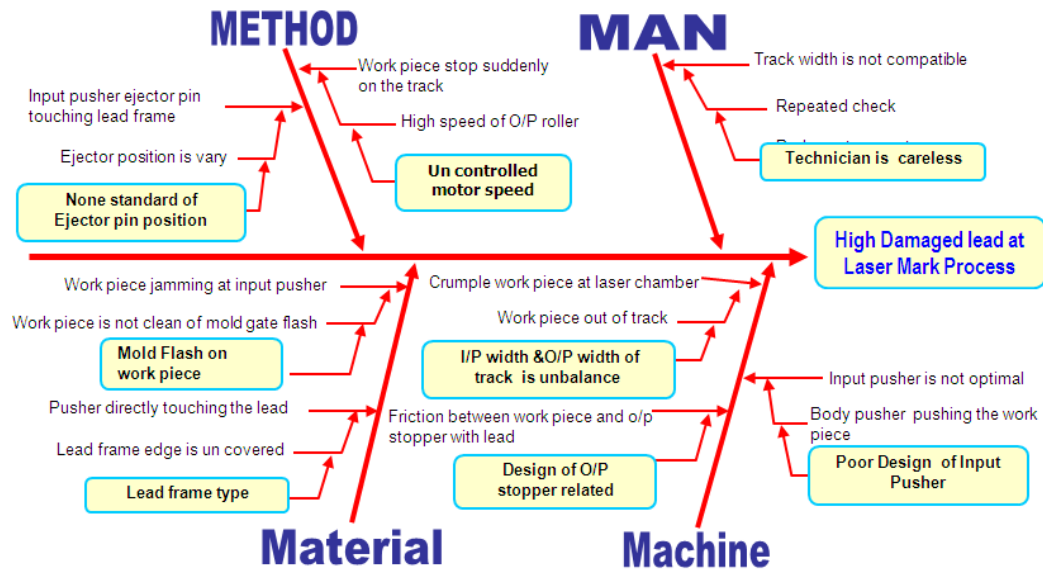 METHOD
MAN
Work piece stop suddenly
on the track
Input pusher ejector pin
touching lead frame
High speed of O/P roller
Ejector position is vary
Un controlled
motor speed
None standard of
Ejector pin position
Track width is not compatible
Repeated check
Technician is careless
High Damaged lead at
Laser Mark Process
Work piece jamming at input pusher
Work piece is not clean of mold gate flash
Mold Flash on
work piece
Pusher directly touching the lead
Lead frame edge is un covered
Lead frame type
Crumple work piece at laser chamber
Work piece out of track
I/P width &O/P width of
track is unbalance
Friction between work piece and o/p
stopper with lead
Design of O/P
stopper related
Input pusher is not optimal
Body pusher pushing the work
piece
Poor Design of Input
Pusher
Material
Machine